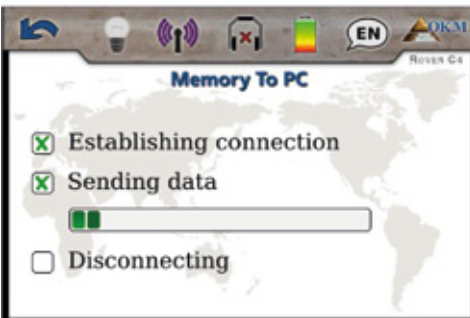 EN
OKM
Rover C4
Memory To PC
Establishing connection
Sending data
Disconnecting